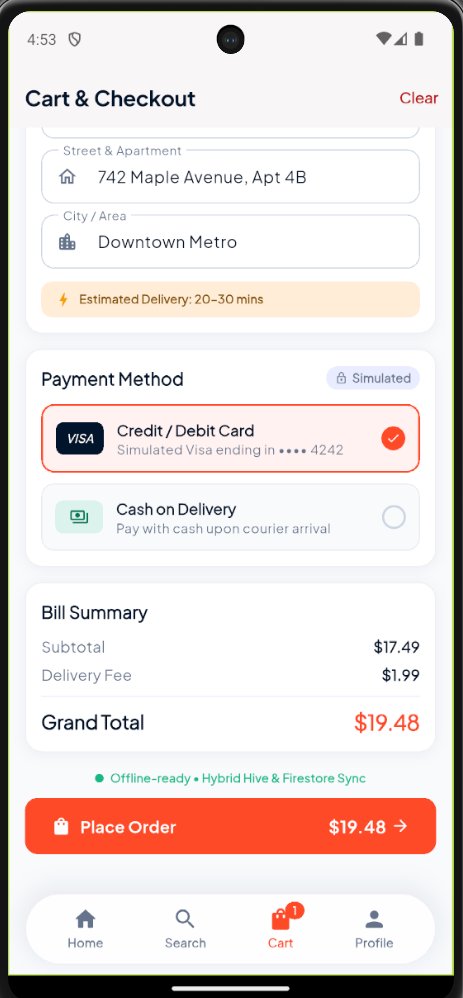 4:53
Cart & Checkout
Clear
Street & Apartment
742 Maple Avenue, Apt 4B
City / Area
Downtown Metro
Estimated Delivery: 20–30 mins
Payment Method
Simulated
VISA
Credit / Debit Card
Simulated Visa ending in •••• 4242
Cash on Delivery
Pay with cash upon courier arrival
Bill Summary
Subtotal
$17.49
Delivery Fee
$1.99
Grand Total
$19.48
Offline-ready • Hybrid Hive & Firestore Sync
Place Order
$19.48 →
1
Home
Search
Cart
Profile